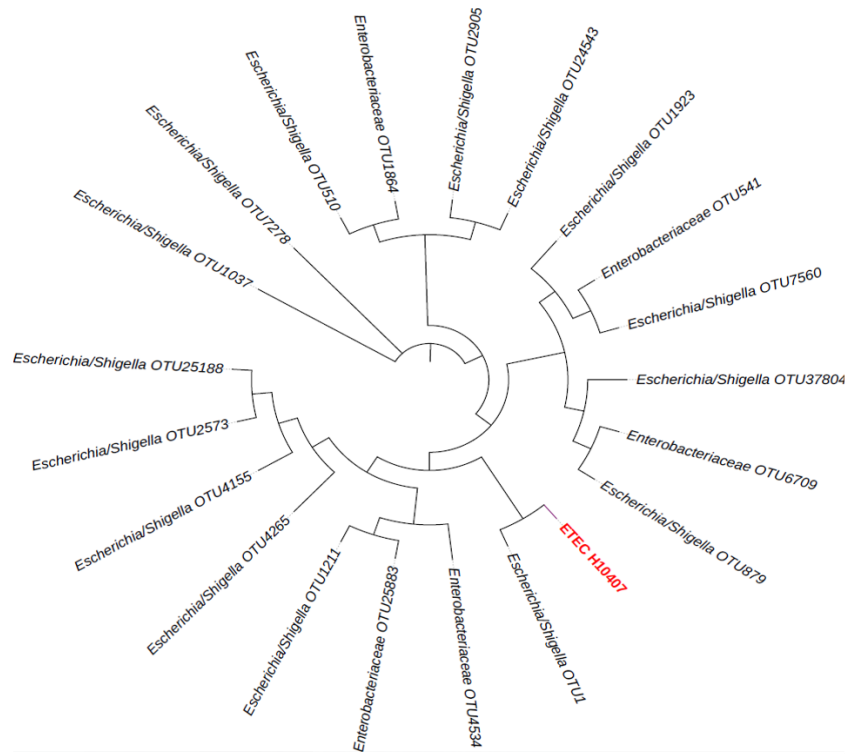 Escherichia/Shigella OTU2905
Escherichia/Shigella OTU24543
Escherichia/Shigella OTU1923
Enterobacteriaceae OTU541
Escherichia/Shigella OTU7560
Escherichia/Shigella OTU37804
Enterobacteriaceae OTU6709
Escherichia/Shigella OTU879
ETEC H10407
Escherichia/Shigella OTU1
Enterobacteriaceae OTU4534
Enterobacteriaceae OTU25883
Escherichia/Shigella OTU1211
Escherichia/Shigella OTU4265
Escherichia/Shigella OTU4155
Escherichia/Shigella OTU2573
Escherichia/Shigella OTU25188
Escherichia/Shigella OTU1037
Escherichia/Shigella OTU7278
Escherichia/Shigella OTU510
Enterobacteriaceae OTU1864